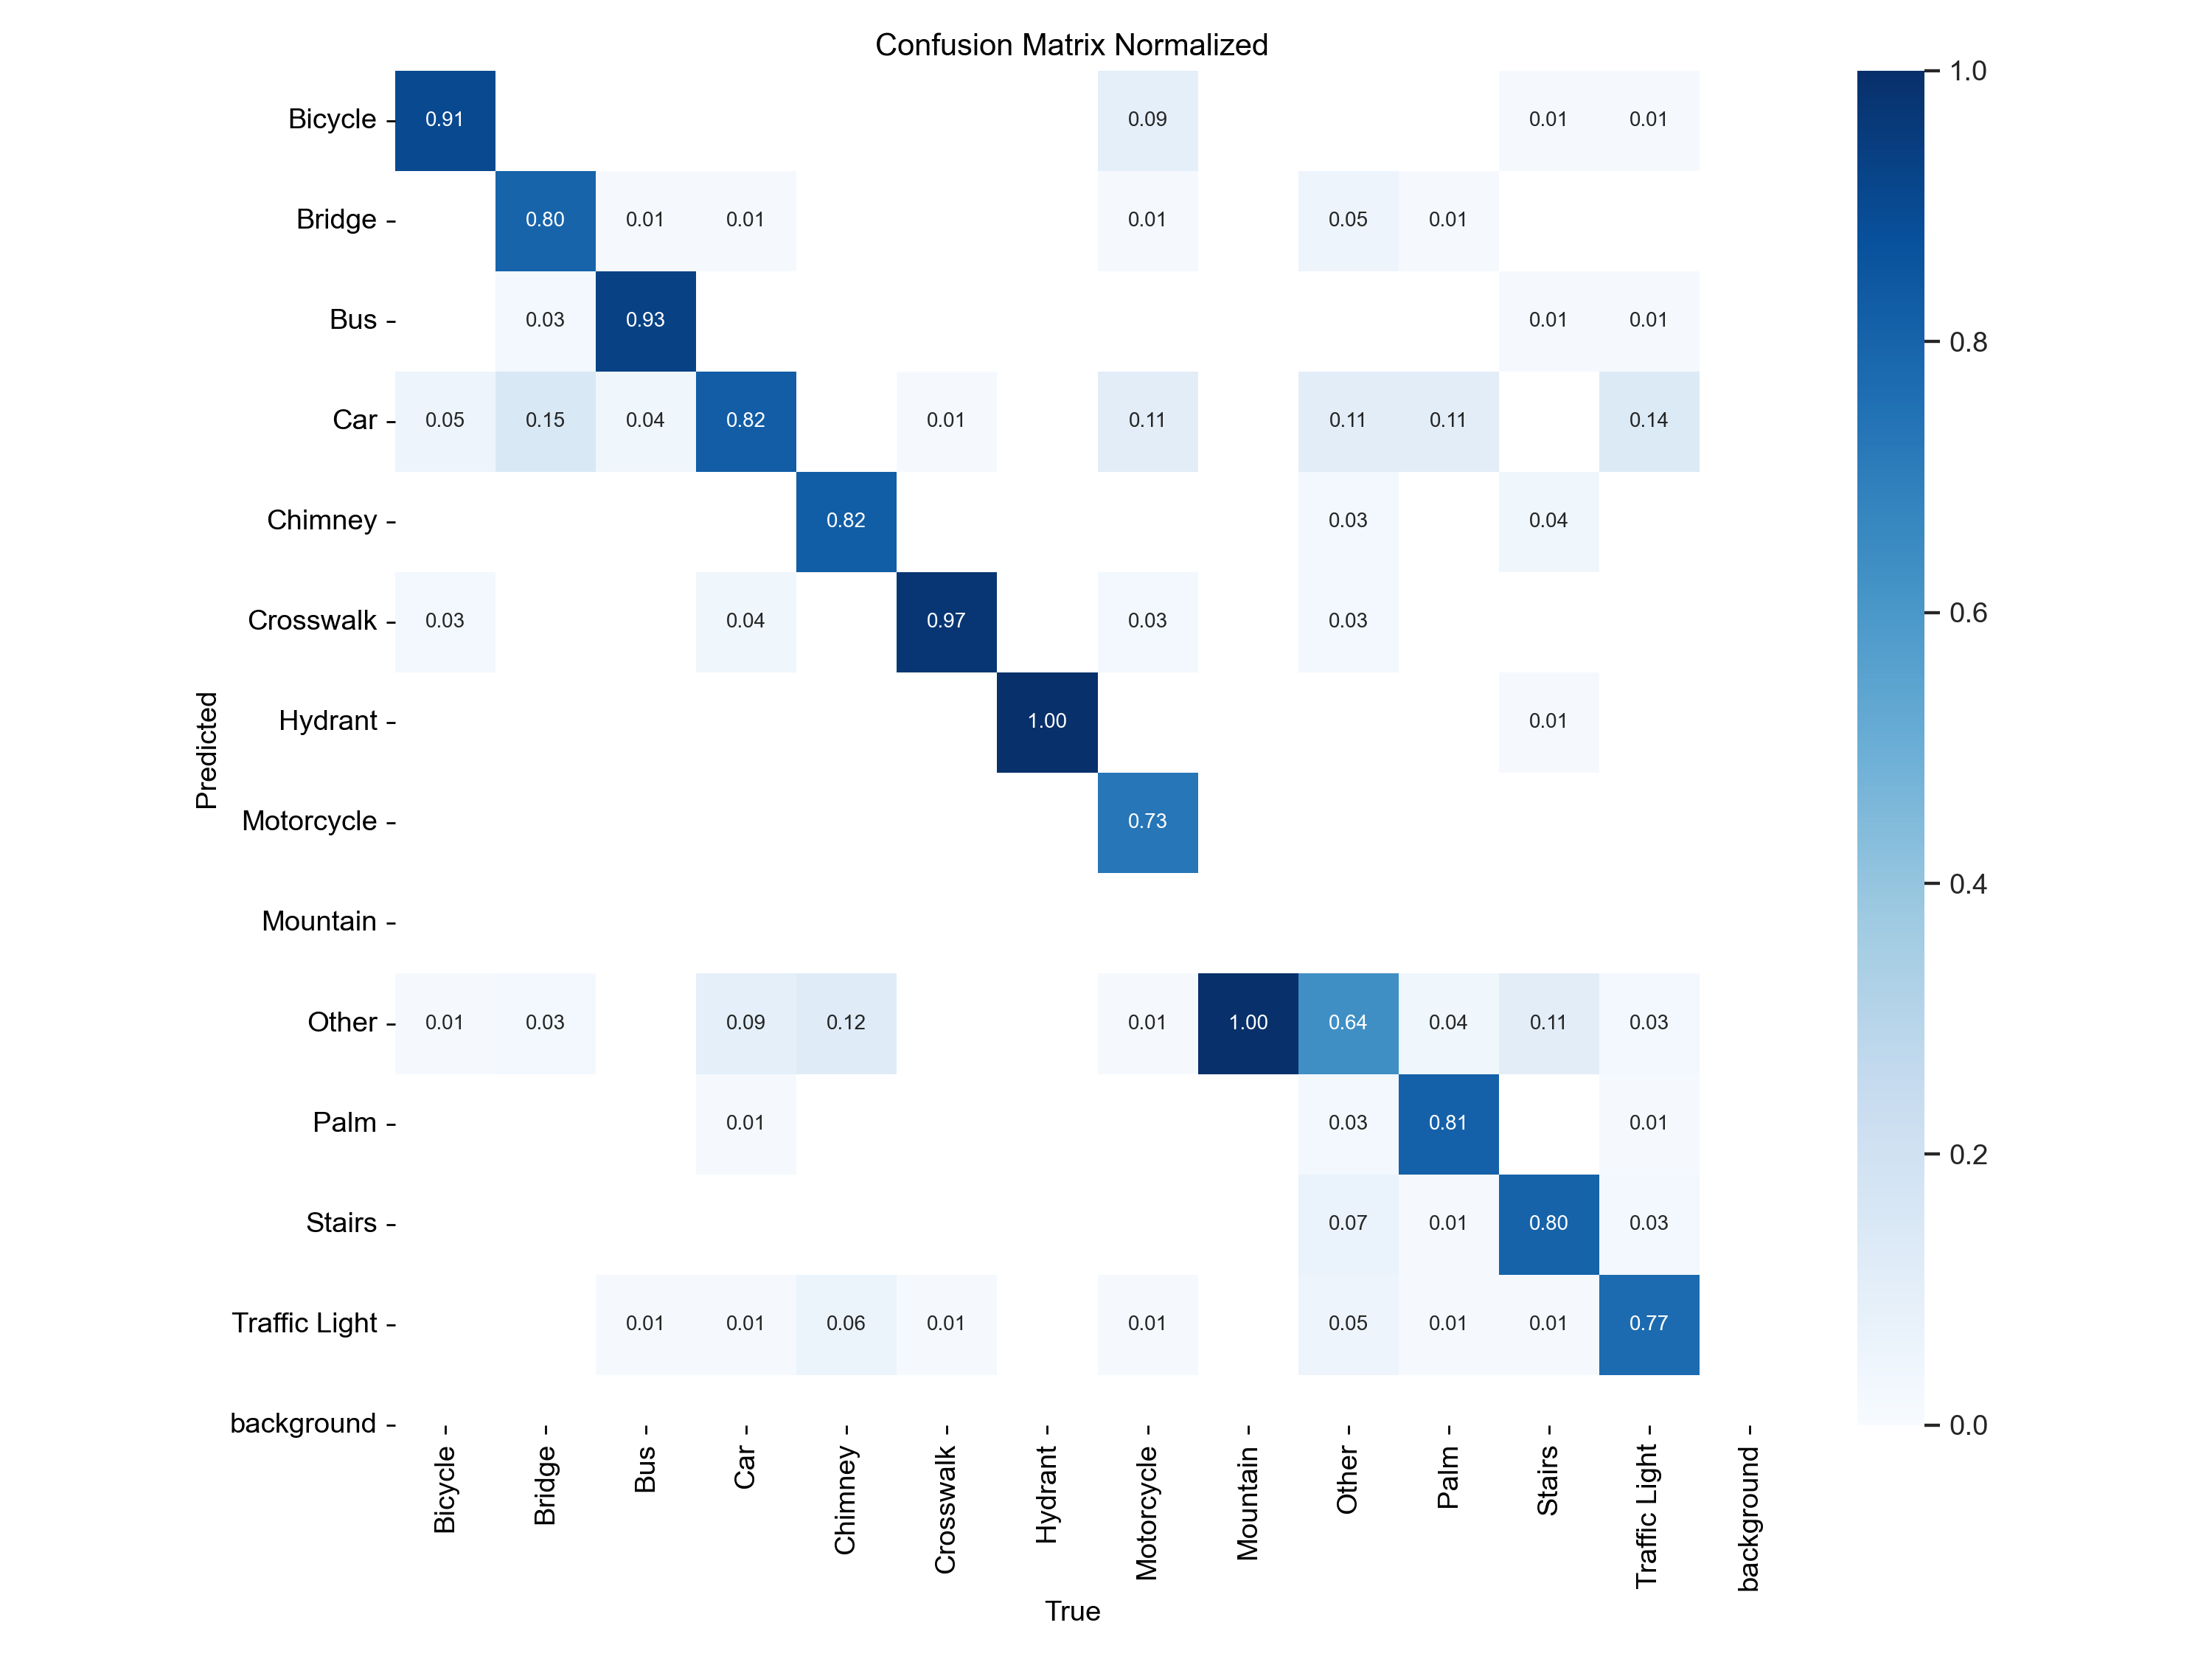 Confusion Matrix Normalized
Bicycle 0.91 0.09 0.01 0.01
Bridge 0.80 0.01 0.01 0.01 0.05 0.01
Bus 0.03 0.93 0.01 0.01
Car 0.05 0.15 0.04 0.82 0.01 0.11 0.11 0.11 0.14
Chimney 0.82 0.03 0.04
Crosswalk 0.03 0.04 0.97 0.03 0.03
Hydrant 1.00 0.01
Motorcycle 0.73
Mountain
Other 0.01 0.03 0.09 0.12 0.01 1.00 0.64 0.04 0.11 0.03
Palm 0.01 0.03 0.81 0.01
Stairs 0.07 0.01 0.80 0.03
Traffic Light 0.01 0.01 0.06 0.01 0.01 0.05 0.01 0.01 0.77
background
Predicted
Bicycle
Bridge
Bus
Car
Chimney
Crosswalk
Hydrant
Motorcycle
Mountain
Other
Palm
Stairs
Traffic Light
background
True
1.0
0.8
0.6
0.4
0.2
0.0